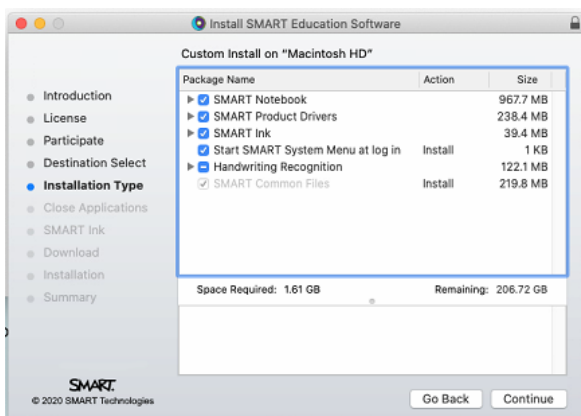 Install SMART Education Software
Custom Install on "Macintosh HD"
Introduction
License
Participate
Destination Select
Installation Type
Close Applications
SMART Ink
Download
Installation
Summary
Package Name Action Size
SMART Notebook 967.7 MB
SMART Product Drivers 238.4 MB
SMART Ink 39.4 MB
Start SMART System Menu at log in Install 1 KB
Handwriting Recognition 122.1 MB
SMART Common Files Install 219.8 MB
Space Required: 1.61 GB Remaining: 206.72 GB
SMART.
© 2020 SMART Technologies
Go Back Continue